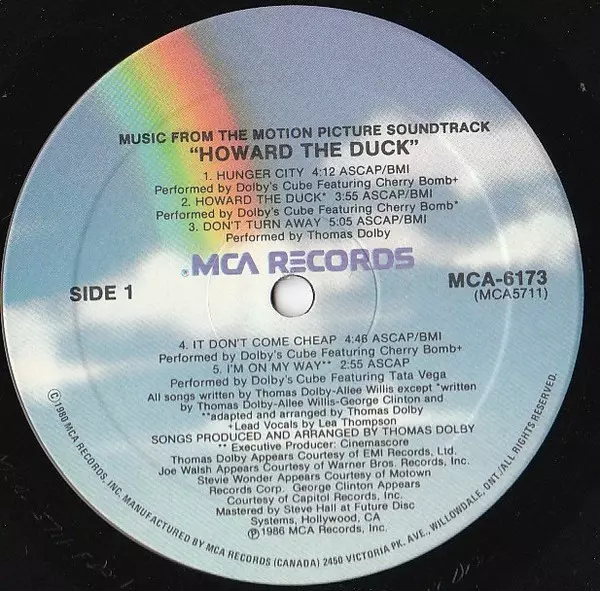 MUSIC FROM THE MOTION PICTURE SOUNDTRACK
"HOWARD THE DUCK"
1. HUNGER CITY 4:12 ASCAP/BMI
Performed by Dolby's Cube Featuring Cherry Bomb+
2. HOWARD THE DUCK* 3:55 ASCAP/BMI
Performed by Dolby's Cube Featuring Cherry Bomb*
3. DON'T TURN AWAY 5:05 ASCAP/BMI
Performed by Thomas Dolby
® MCA RECORDS
SIDE 1
MCA-6173
(MCA5711)
4. IT DON'T COME CHEAP 4:46 ASCAP/BMI
Performed by Dolby's Cube Featuring Cherry Bomb+
5. I'M ON MY WAY** 2:55 ASCAP
Performed by Dolby's Cube Featuring Tata Vega
All songs written by Thomas Dolby-Allee Willis except *written
by Thomas Dolby-Allee Willis-George Clinton and
**adapted and arranged by Thomas Dolby
+Lead Vocals by Lea Thompson
SONGS PRODUCED AND ARRANGED BY THOMAS DOLBY
** Executive Producer: Cinemascore
Thomas Dolby Appears Courtesy of EMI Records, Ltd.
Joe Walsh Appears Courtesy of Warner Bros. Records, Inc.
Stevie Wonder Appears Courtesy of Motown
Records Corp. George Clinton Appears
Courtesy of Capitol Records, Inc.
Mastered by Steve Hall at Future Disc
Systems, Hollywood, CA
℗1986 MCA Records, Inc.
©1980 MCA RECORDS, INC. MANUFACTURED BY MCA RECORDS (CANADA) 2450 VICTORIA PK. AVE., WILLOWDALE, ONT./ALL RIGHTS RESERVED.